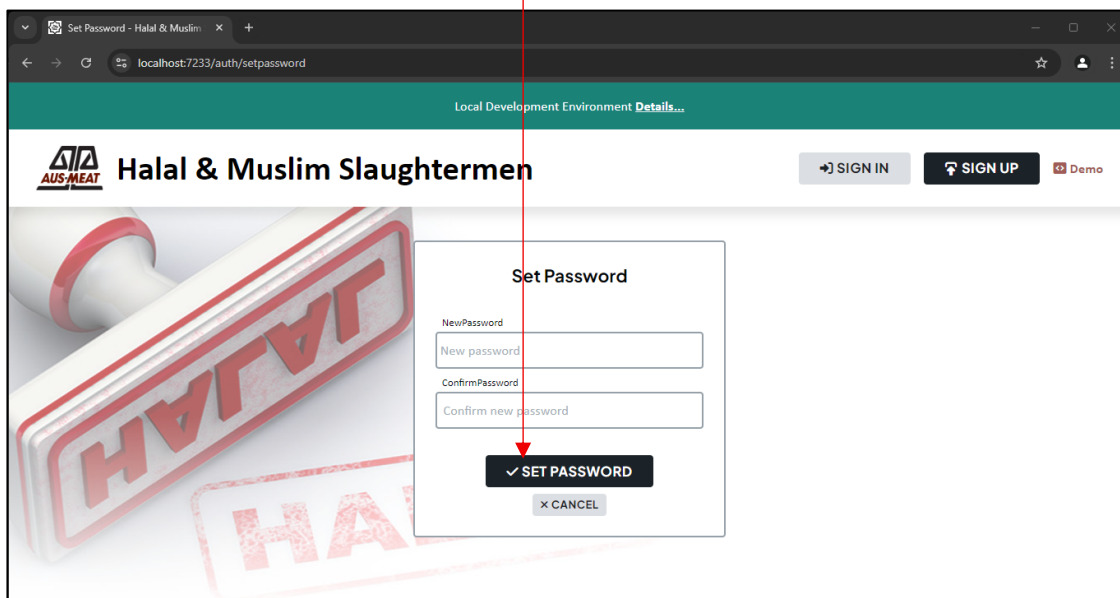 Set Password - Halal & Muslim
localhost:7233/auth/setpassword
Local Development Environment Details...
AUS-MEAT
Halal & Muslim Slaughtermen
SIGN IN
SIGN UP
Demo
Set Password
NewPassword
New password
ConfirmPassword
Confirm new password
SET PASSWORD
CANCEL
HALAL
HAL